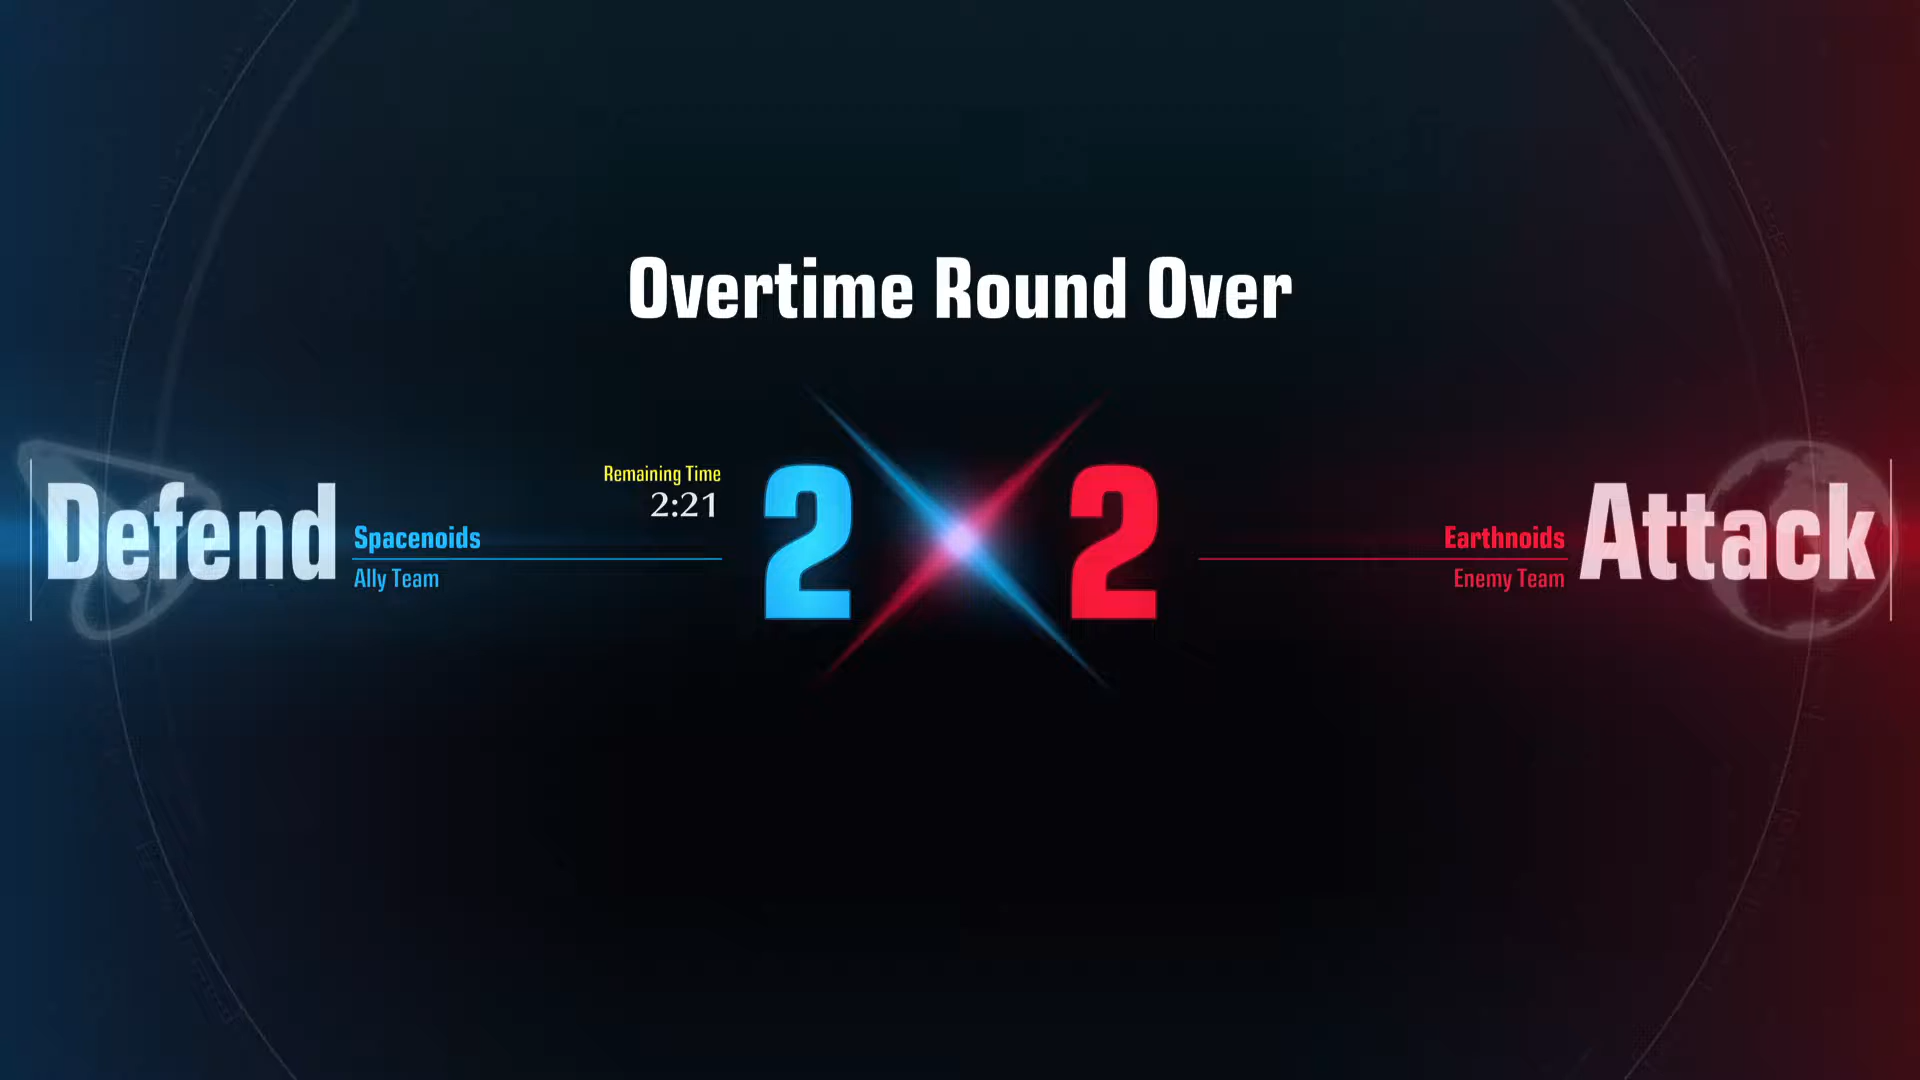 Overtime Round Over
Remaining Time
2:21
2
2
Defend
Spacenoids
Ally Team
Earthnoids
Enemy Team
Attack